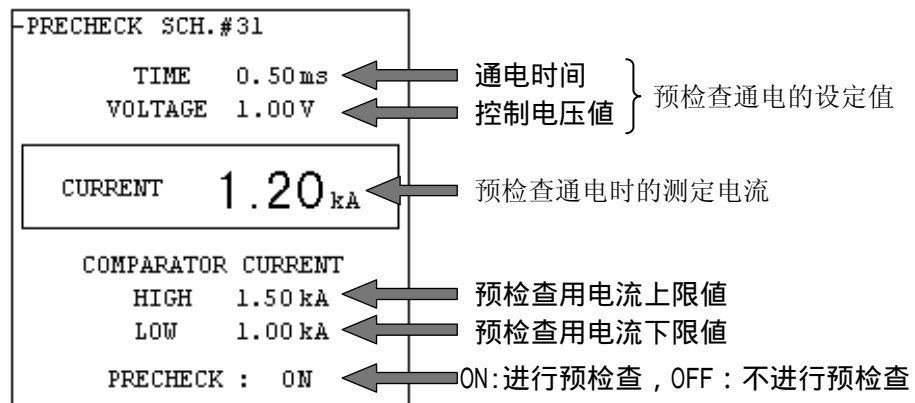 PRECHECK SCH.#31
TIME 0.50ms 通电时间
VOLTAGE 1.00V 控制电压値
预检查通电的设定值
CURRENT 1.20kA 预检查通电时的测定电流
COMPARATOR CURRENT
HIGH 1.50kA 预检查用电流上限値
LOW 1.00kA 预检查用电流下限値
PRECHECK : ON ON:进行预检查，OFF：不进行预检查